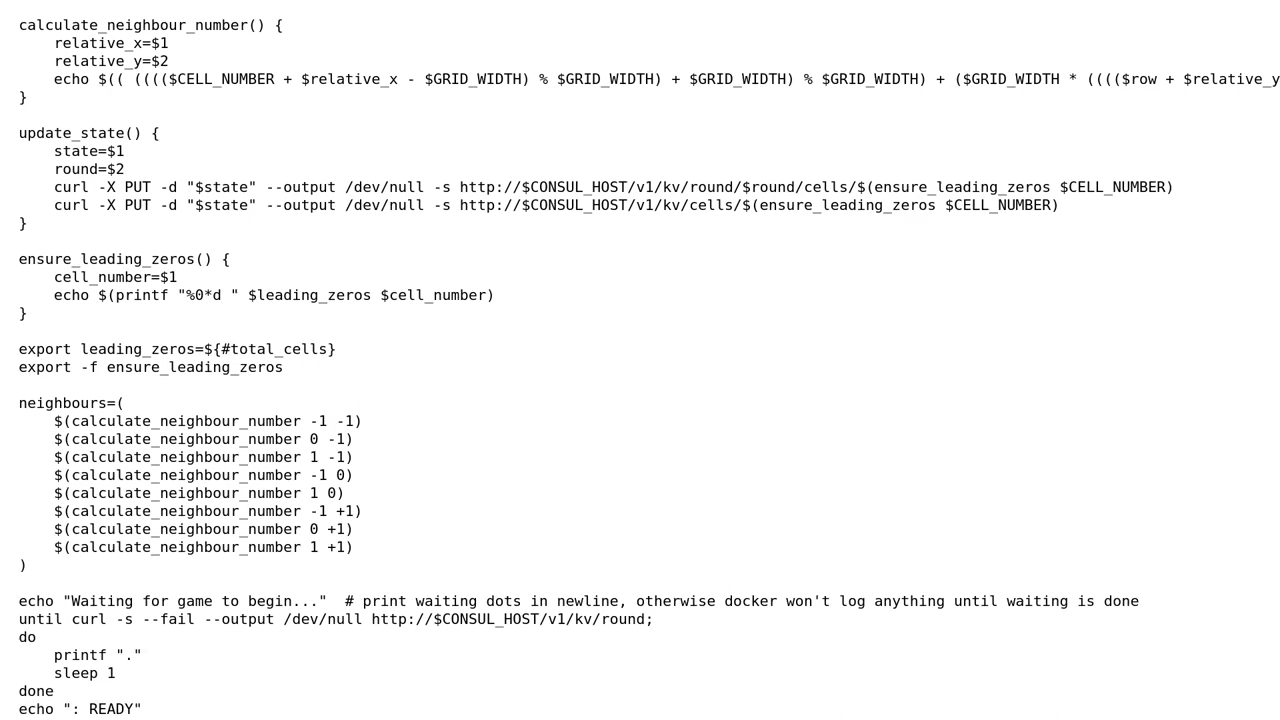 calculate_neighbour_number() {
    relative_x=$1
    relative_y=$2
    echo $(( (((($CELL_NUMBER + $relative_x - $GRID_WIDTH) % $GRID_WIDTH) + $GRID_WIDTH) % $GRID_WIDTH) + ($GRID_WIDTH * (((($row + $relative_y
}

update_state() {
    state=$1
    round=$2
    curl -X PUT -d "$state" --output /dev/null -s http://$CONSUL_HOST/v1/kv/round/$round/cells/$(ensure_leading_zeros $CELL_NUMBER)
    curl -X PUT -d "$state" --output /dev/null -s http://$CONSUL_HOST/v1/kv/cells/$(ensure_leading_zeros $CELL_NUMBER)
}

ensure_leading_zeros() {
    cell_number=$1
    echo $(printf "%0*d " $leading_zeros $cell_number)
}

export leading_zeros=${#total_cells}
export -f ensure_leading_zeros

neighbours=(
    $(calculate_neighbour_number -1 -1)
    $(calculate_neighbour_number 0 -1)
    $(calculate_neighbour_number 1 -1)
    $(calculate_neighbour_number -1 0)
    $(calculate_neighbour_number 1 0)
    $(calculate_neighbour_number -1 +1)
    $(calculate_neighbour_number 0 +1)
    $(calculate_neighbour_number 1 +1)
)

echo "Waiting for game to begin..."  # print waiting dots in newline, otherwise docker won't log anything until waiting is done
until curl -s --fail --output /dev/null http://$CONSUL_HOST/v1/kv/round;
do
    printf "."
    sleep 1
done
echo ": READY"